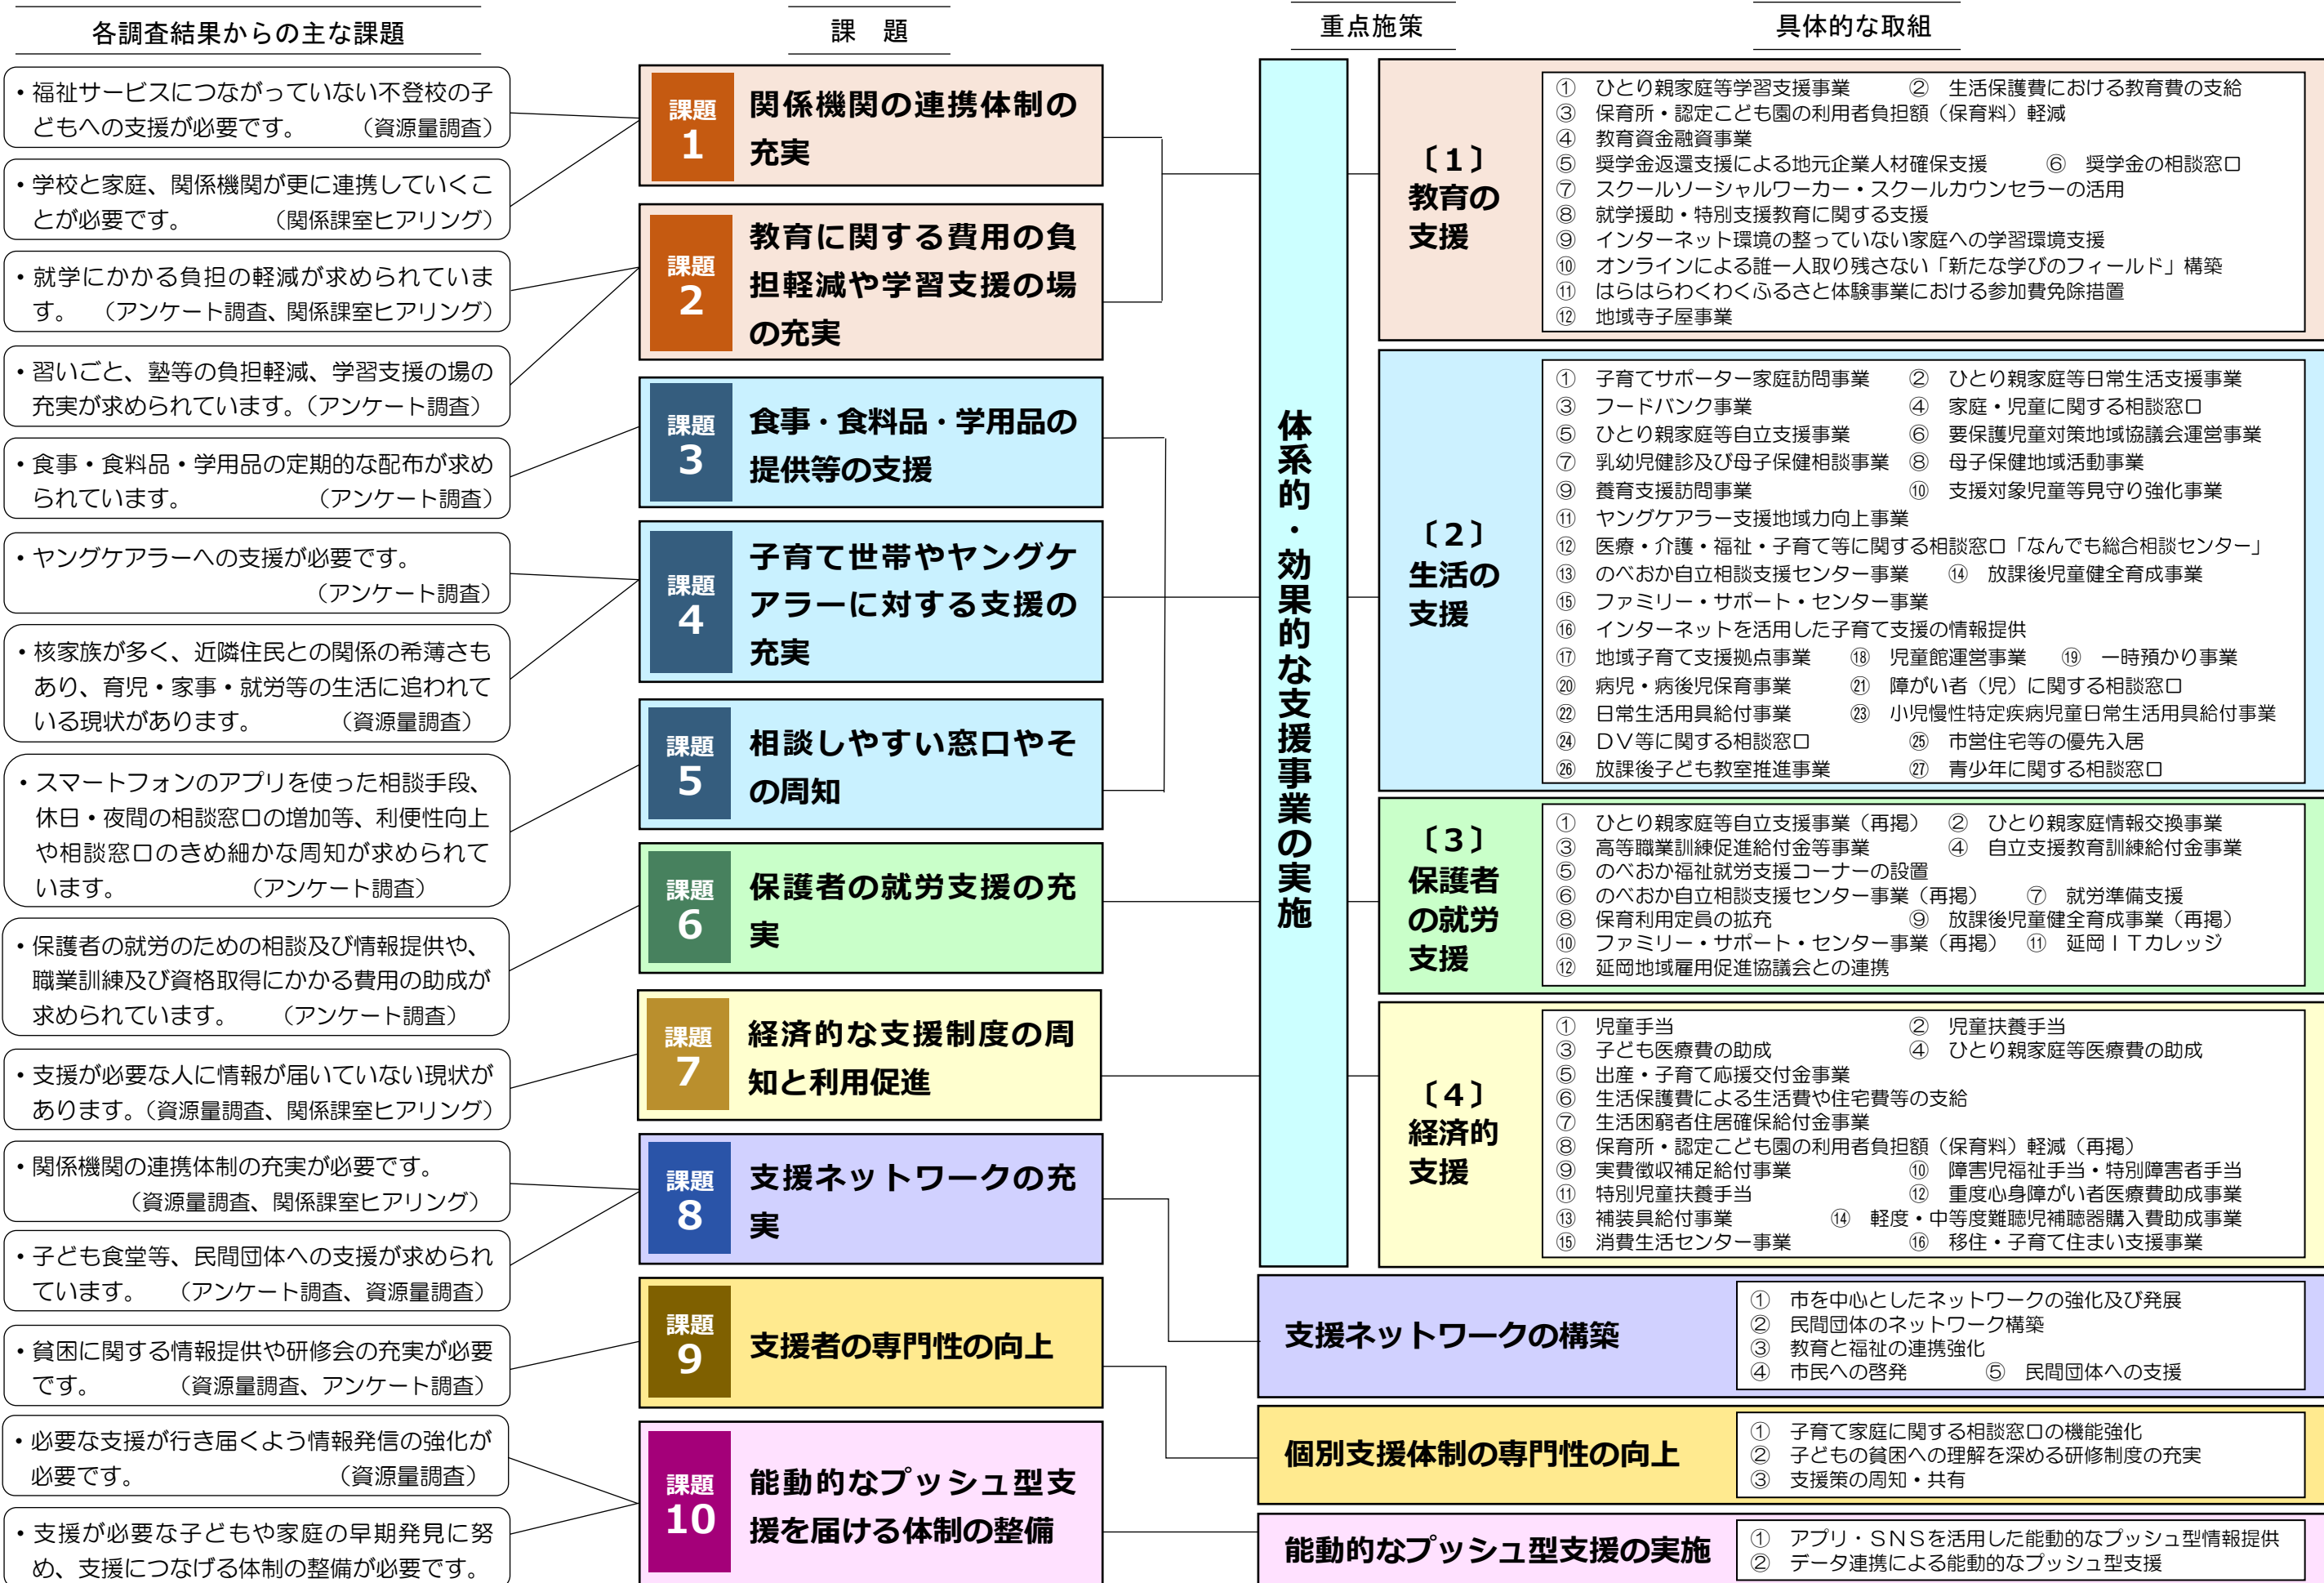 各調査結果からの主な課題
・福祉サービスにつながっていない不登校の子
どもへの支援が必要です。　（資源量調査）
・学校と家庭、関係機関が更に連携していくこ
とが必要です。　（関係課室ヒアリング）
・就学にかかる負担の軽減が求められていま
す。　（アンケート調査、関係課室ヒアリング）
・習いごと、塾等の負担軽減、学習支援の場の
充実が求められています。（アンケート調査）
・食事・食料品・学用品の定期的な配布が求め
られています。　（アンケート調査）
・ヤングケアラーへの支援が必要です。
（アンケート調査）
・核家族が多く、近隣住民との関係の希薄さも
あり、育児・家事・就労等の生活に追われて
いる現状があります。　（資源量調査）
・スマートフォンのアプリを使った相談手段、
休日・夜間の相談窓口の増加等、利便性向上
や相談窓口のきめ細かな周知が求められて
います。　（アンケート調査）
・保護者の就労のための相談及び情報提供や、
職業訓練及び資格取得にかかる費用の助成が
求められています。　（アンケート調査）
・支援が必要な人に情報が届いていない現状が
あります。（資源量調査、関係課室ヒアリング）
・関係機関の連携体制の充実が必要です。
（資源量調査、関係課室ヒアリング）
・子ども食堂等、民間団体への支援が求められ
ています。　（アンケート調査、資源量調査）
・貧困に関する情報提供や研修会の充実が必要
です。　（資源量調査、アンケート調査）
・必要な支援が行き届くよう情報発信の強化が
必要です。　（資源量調査）
・支援が必要な子どもや家庭の早期発見に努
め、支援につなげる体制の整備が必要です。
課　題
課題
1
関係機関の連携体制の
充実
課題
2
教育に関する費用の負
担軽減や学習支援の場
の充実
課題
3
食事・食料品・学用品の
提供等の支援
課題
4
子育て世帯やヤングケ
アラーに対する支援の
充実
課題
5
相談しやすい窓口やそ
の周知
課題
6
保護者の就労支援の充
実
課題
7
経済的な支援制度の周
知と利用促進
課題
8
支援ネットワークの充
実
課題
9
支援者の専門性の向上
課題
10
能動的なプッシュ型支
援を届ける体制の整備
重点施策
体系的・効果的な支援事業の実施
具体的な取組
〔１〕
教育の
支援
①　ひとり親家庭等学習支援事業　②　生活保護費における教育費の支給
③　保育所・認定こども園の利用者負担額（保育料）軽減
④　教育資金融資事業
⑤　奨学金返還支援による地元企業人材確保支援　⑥　奨学金の相談窓口
⑦　スクールソーシャルワーカー・スクールカウンセラーの活用
⑧　就学援助・特別支援教育に関する支援
⑨　インターネット環境の整っていない家庭への学習環境支援
⑩　オンラインによる誰一人取り残さない「新たな学びのフィールド」構築
⑪　はらはらわくわくふるさと体験事業における参加費免除措置
⑫　地域寺子屋事業
〔２〕
生活の
支援
①　子育てサポーター家庭訪問事業　②　ひとり親家庭等日常生活支援事業
③　フードバンク事業　④　家庭・児童に関する相談窓口
⑤　ひとり親家庭等自立支援事業　⑥　要保護児童対策地域協議会運営事業
⑦　乳幼児健診及び母子保健相談事業　⑧　母子保健地域活動事業
⑨　養育支援訪問事業　⑩　支援対象児童等見守り強化事業
⑪　ヤングケアラー支援地域力向上事業
⑫　医療・介護・福祉・子育て等に関する相談窓口「なんでも総合相談センター」
⑬　のべおか自立相談支援センター事業　⑭　放課後児童健全育成事業
⑮　ファミリー・サポート・センター事業
⑯　インターネットを活用した子育て支援の情報提供
⑰　地域子育て支援拠点事業　⑱　児童館運営事業　⑲　一時預かり事業
⑳　病児・病後児保育事業　㉑　障がい者（児）に関する相談窓口
㉒　日常生活用具給付事業　㉓　小児慢性特定疾病児童日常生活用具給付事業
㉔　ＤＶ等に関する相談窓口　㉕　市営住宅等の優先入居
㉖　放課後子ども教室推進事業　㉗　青少年に関する相談窓口
〔３〕
保護者
の就労
支援
①　ひとり親家庭等自立支援事業（再掲）　②　ひとり親家庭情報交換事業
③　高等職業訓練促進給付金等事業　④　自立支援教育訓練給付金事業
⑤　のべおか福祉就労支援コーナーの設置
⑥　のべおか自立相談支援センター事業（再掲）　⑦　就労準備支援
⑧　保育利用定員の拡充　⑨　放課後児童健全育成事業（再掲）
⑩　ファミリー・サポート・センター事業（再掲）　⑪　延岡ＩＴカレッジ
⑫　延岡地域雇用促進協議会との連携
〔４〕
経済的
支援
①　児童手当　②　児童扶養手当
③　子ども医療費の助成　④　ひとり親家庭等医療費の助成
⑤　出産・子育て応援交付金事業
⑥　生活保護費による生活費や住宅費等の支給
⑦　生活困窮者住居確保給付金事業
⑧　保育所・認定こども園の利用者負担額（保育料）軽減（再掲）
⑨　実費徴収補足給付事業　⑩　障害児福祉手当・特別障害者手当
⑪　特別児童扶養手当　⑫　重度心身障がい者医療費助成事業
⑬　補装具給付事業　⑭　軽度・中等度難聴児補聴器購入費助成事業
⑮　消費生活センター事業　⑯　移住・子育て住まい支援事業
支援ネットワークの構築
①　市を中心としたネットワークの強化及び発展
②　民間団体のネットワーク構築
③　教育と福祉の連携強化
④　市民への啓発　⑤　民間団体への支援
個別支援体制の専門性の向上
①　子育て家庭に関する相談窓口の機能強化
②　子どもの貧困への理解を深める研修制度の充実
③　支援策の周知・共有
能動的なプッシュ型支援の実施
①　アプリ・ＳＮＳを活用した能動的なプッシュ型情報提供
②　データ連携による能動的なプッシュ型支援